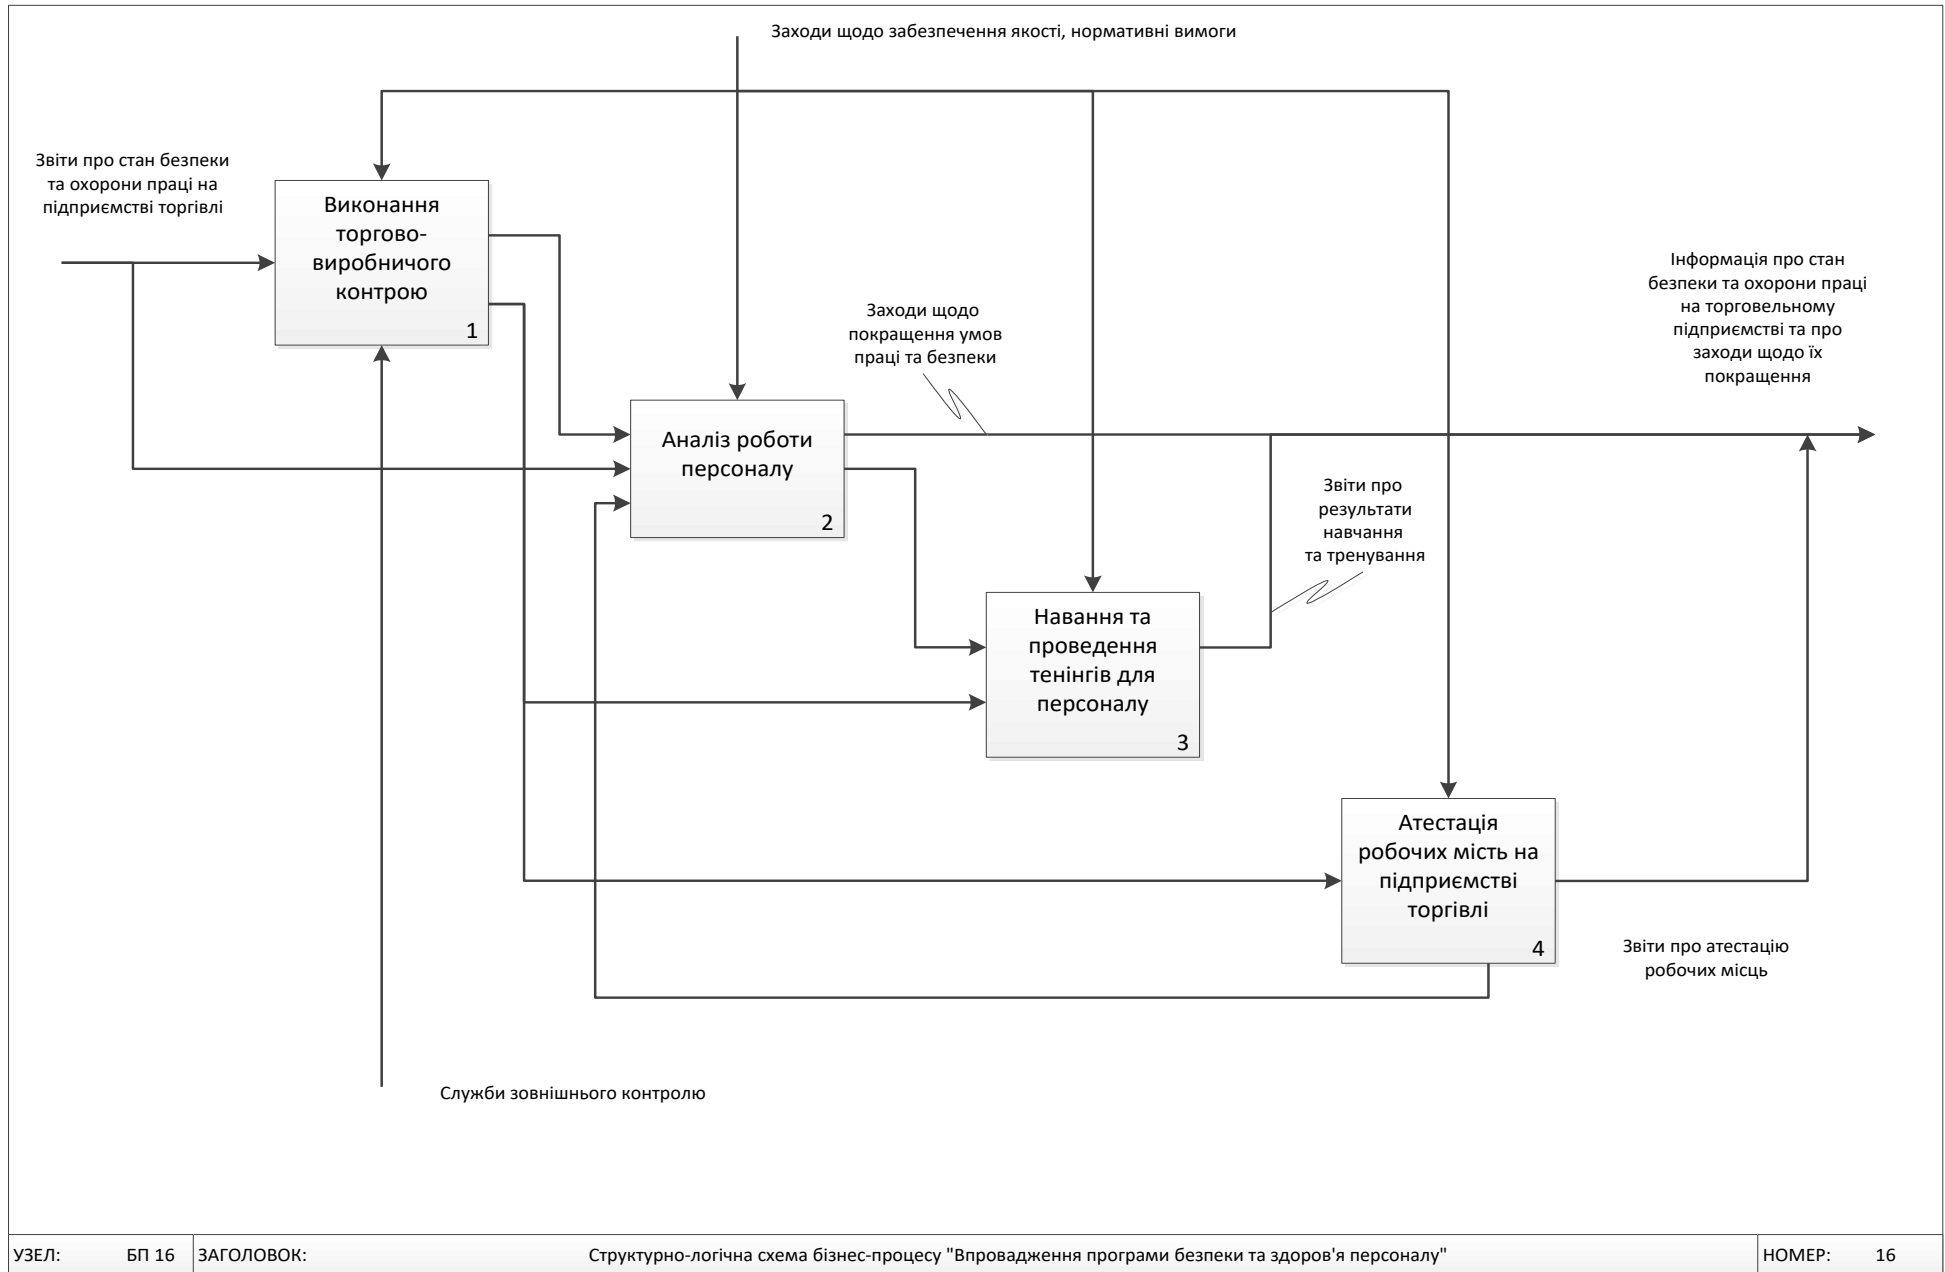 Заходи щодо забезпечення якості, нормативні вимоги
Звіти про стан безпеки
та охорони праці на
підприємстві торгівлі
Виконання
торгово-
виробничого
контрою
1
Інформація про стан
безпеки та охорони праці
на торговельному
підприємстві та про
заходи щодо їх
покращення
Заходи щодо
покращення умов
праці та безпеки
Аналіз роботи
персоналу
2
Звіти про
результати
навчання
та тренування
Навання та
проведення
тенінгів для
персоналу
3
Атестація
робочих мість на
підприємстві
торгівлі
4
Звіти про атестацію
робочих місць
Служби зовнішнього контролю
УЗЕЛ: БП 16 ЗАГОЛОВОК: Структурно-логічна схема бізнес-процесу "Впровадження програми безпеки та здоров'я персоналу" НОМЕР: 16